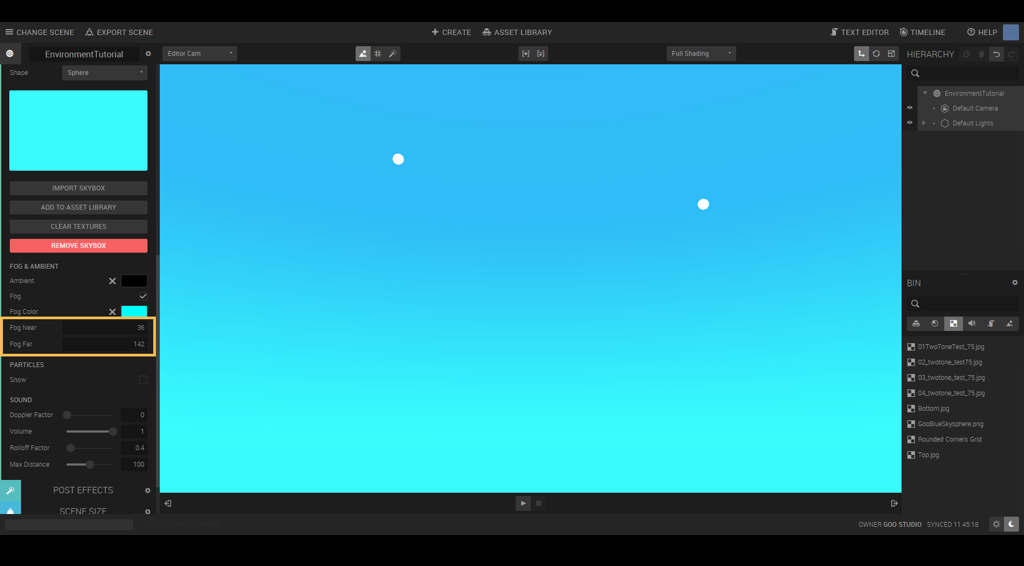 CHANGE SCENE
EXPORT SCENE
CREATE
ASSET LIBRARY
TEXT EDITOR
TIMELINE
HELP
EnvironmentTutorial
Editor Cam
Full Shading
HIERARCHY
Shape
Sphere
EnvironmentTutorial
Default Camera
Default Lights
IMPORT SKYBOX
ADD TO ASSET LIBRARY
CLEAR TEXTURES
REMOVE SKYBOX
FOG & AMBIENT
Ambient
Fog
Fog Color
Fog Near 36
Fog Far 142
PARTICLES
Snow
SOUND
Doppler Factor 0
Volume 1
Rolloff Factor 0.4
Max Distance 100
POST EFFECTS
SCENE SIZE
BIN
01TwoToneTest_75.jpg
02_twotone_test75.jpg
03_twotone_test_75.jpg
04_twotone_test_75.jpg
Bottom.jpg
GooBlueSkysphere.png
Rounded Corners Grid
Top.jpg
OWNER GOO STUDIO SYNCED 11:45:18